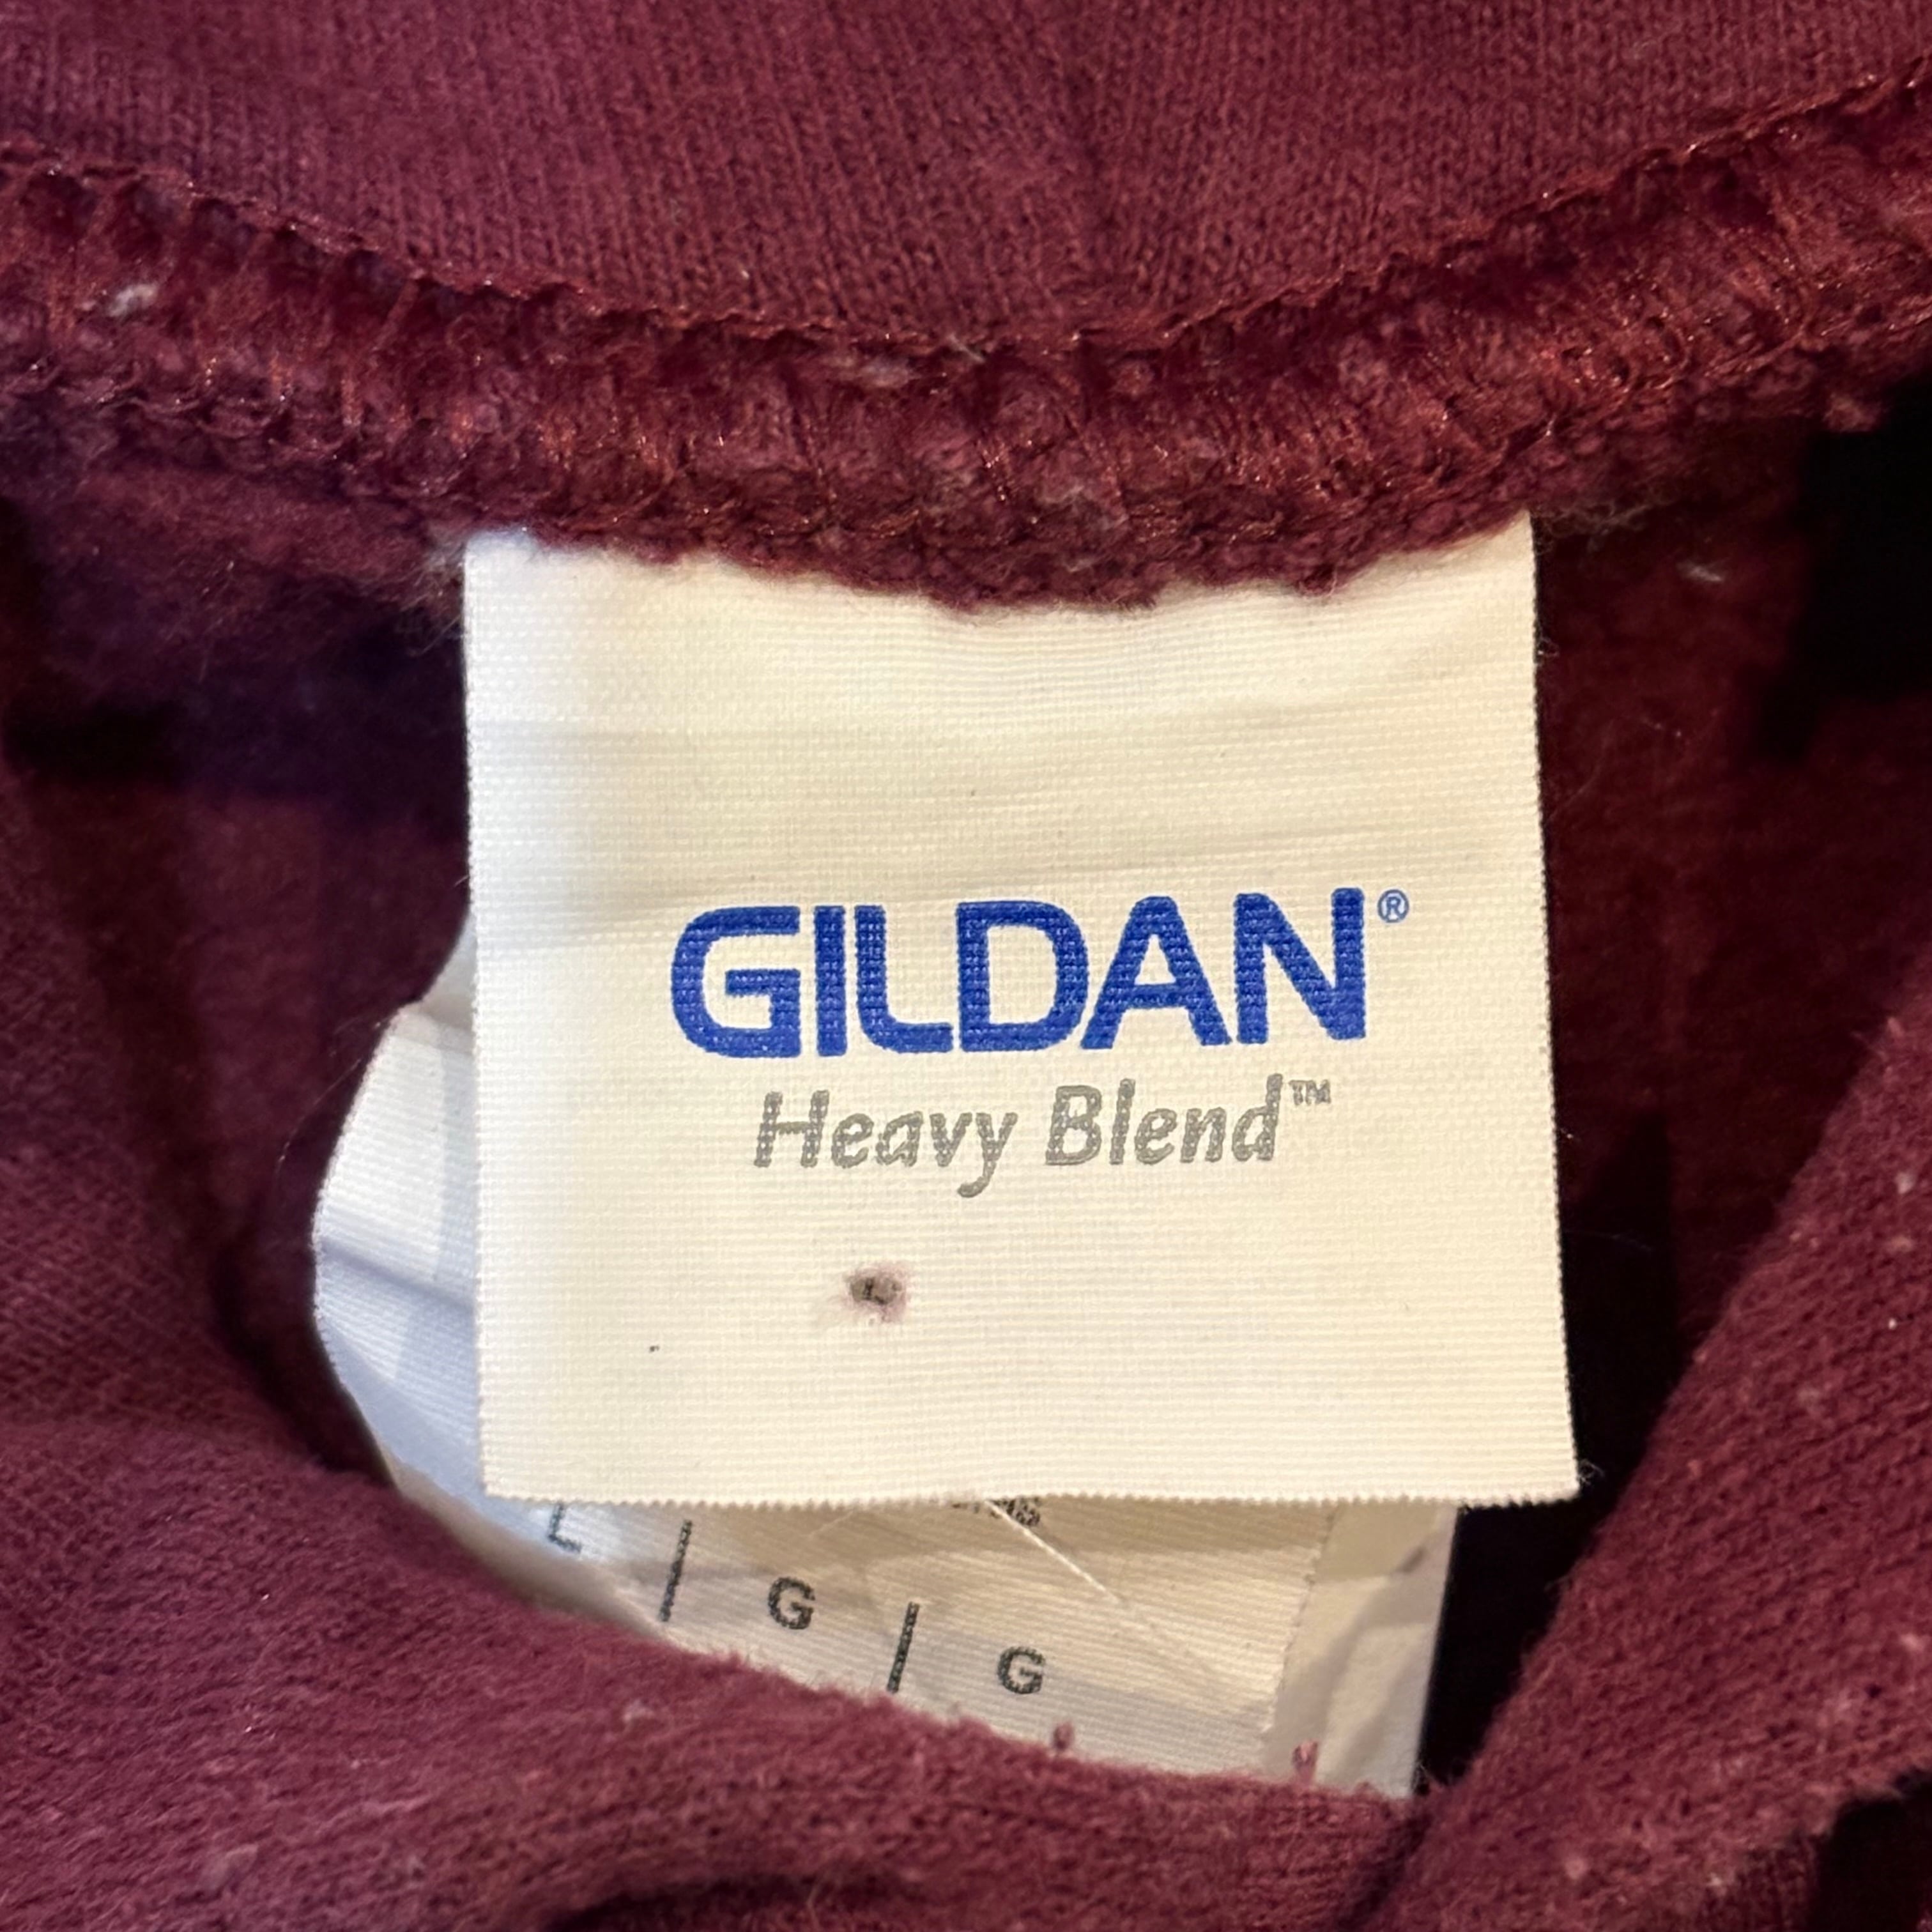 GILDAN®
Heavy Blend™
L | G | G